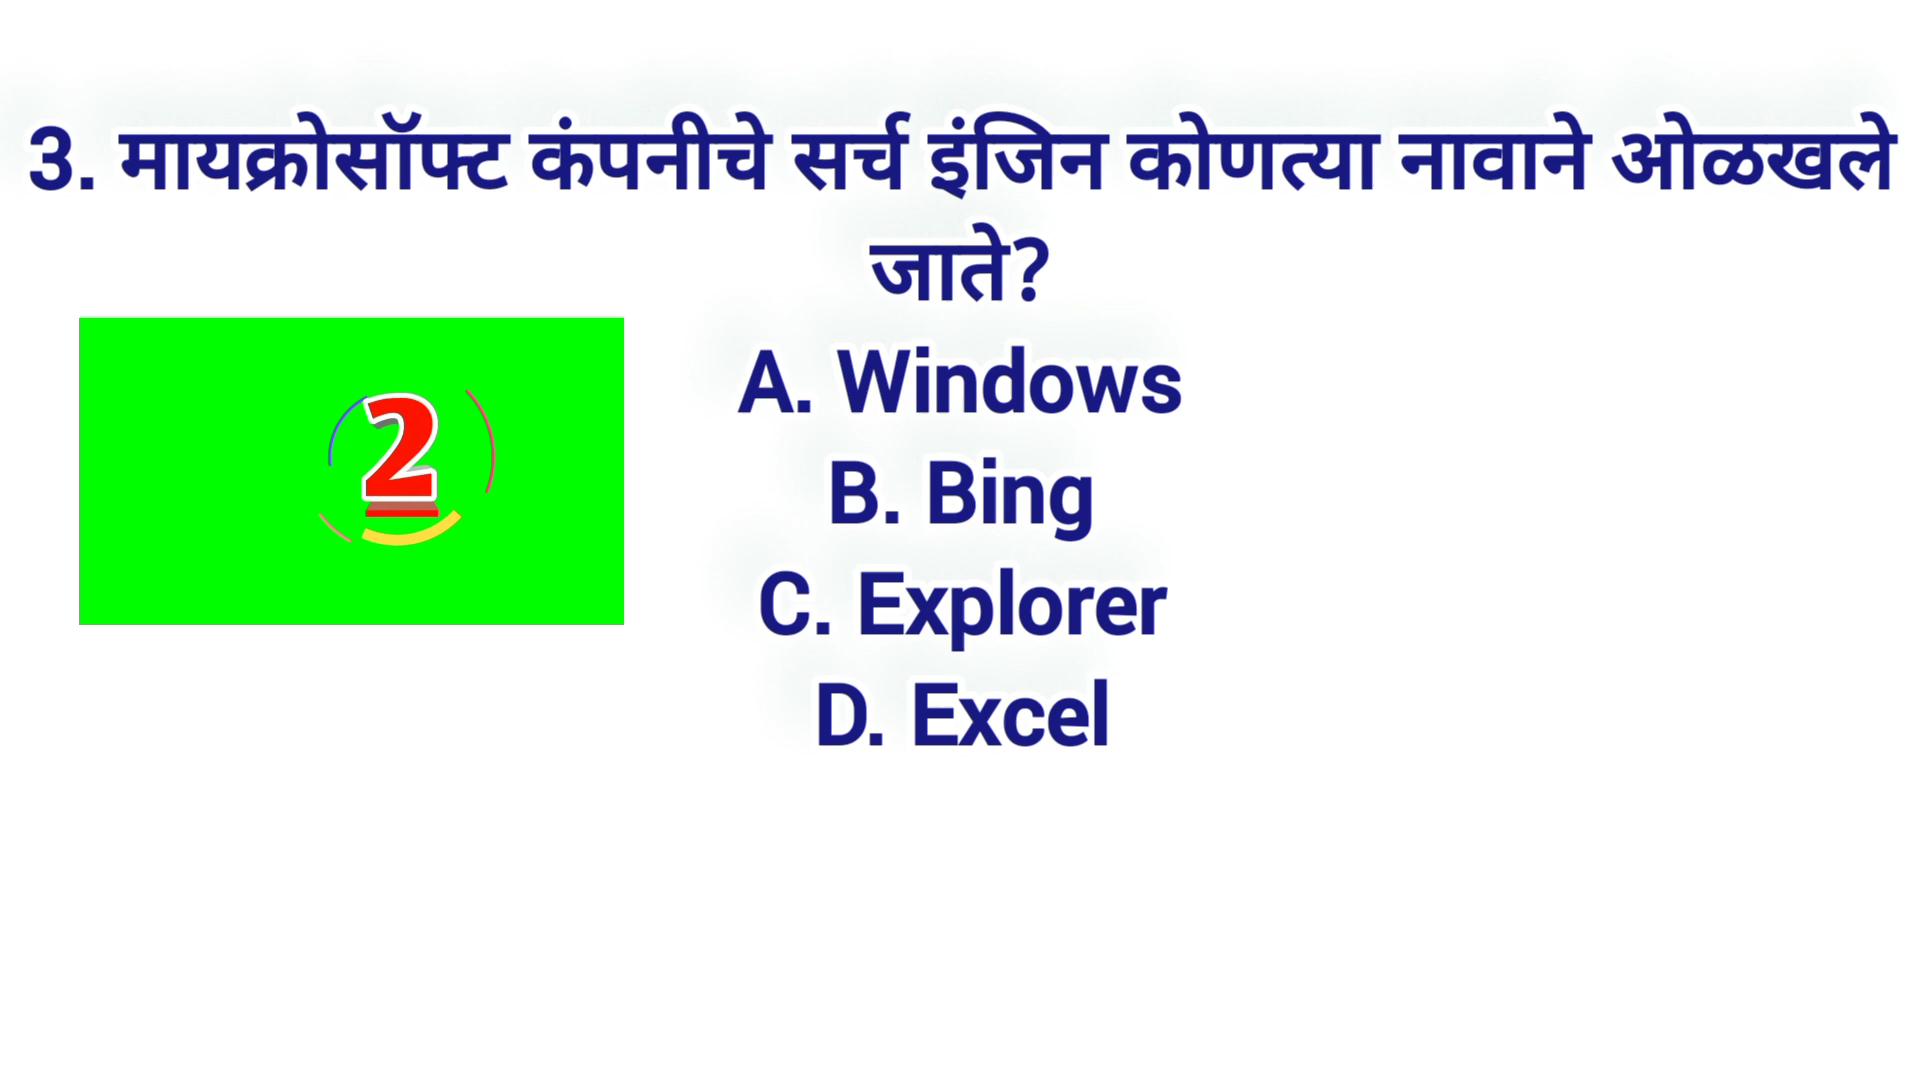 3. मायक्रोसॉफ्ट कंपनीचे सर्च इंजिन कोणत्या नावाने ओळखले
जाते?
2
A. Windows
B. Bing
C. Explorer
D. Excel